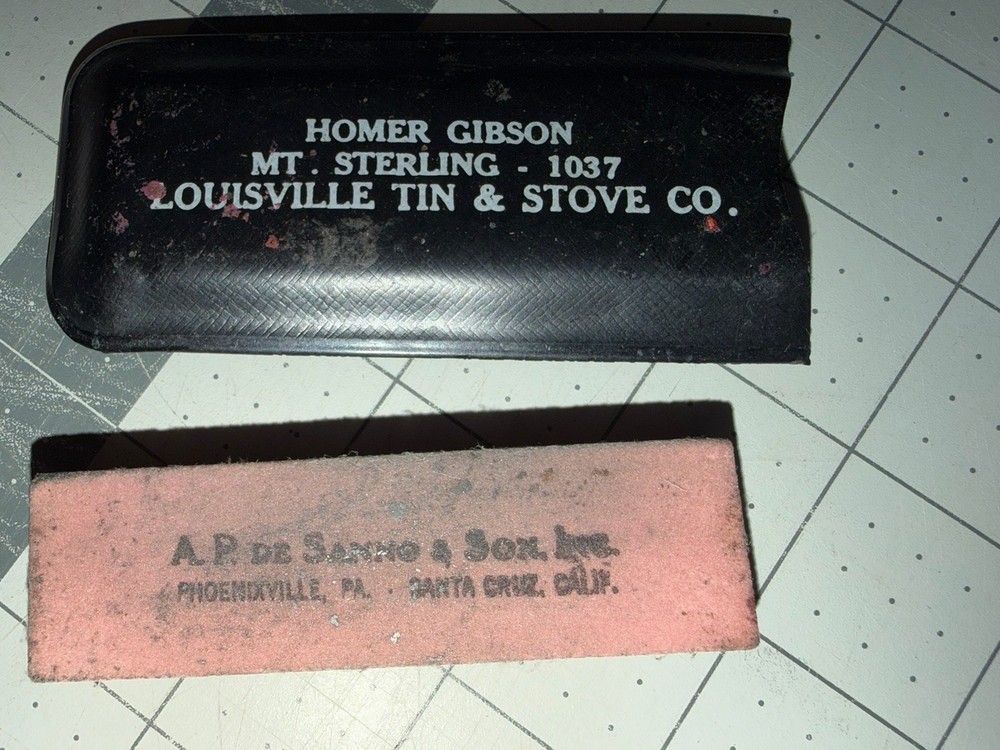 HOMER GIBSON
MT. STERLING - 1037
LOUISVILLE TIN & STOVE CO.
A.P. DE SANNO & SON, INC.
PHOENIXVILLE, PA. · SANTA CRUZ, CALIF.